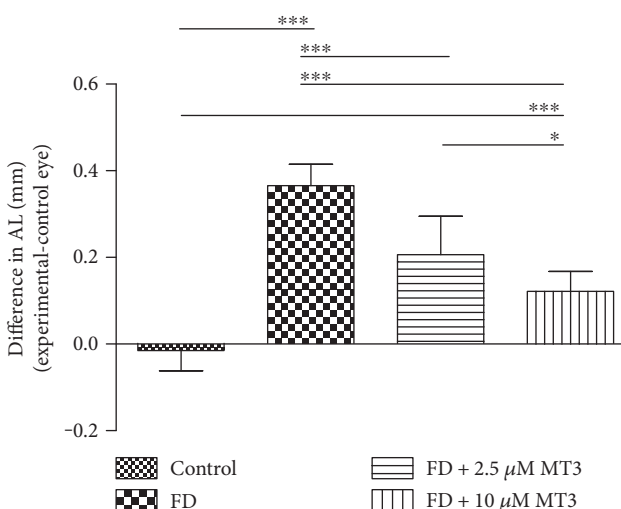 ***
***
***
***
*
0.6
0.4
0.2
0.0
−0.2
Difference in AL (mm)
(experimental-control eye)
Control
FD
FD + 2.5 μM MT3
FD + 10 μM MT3